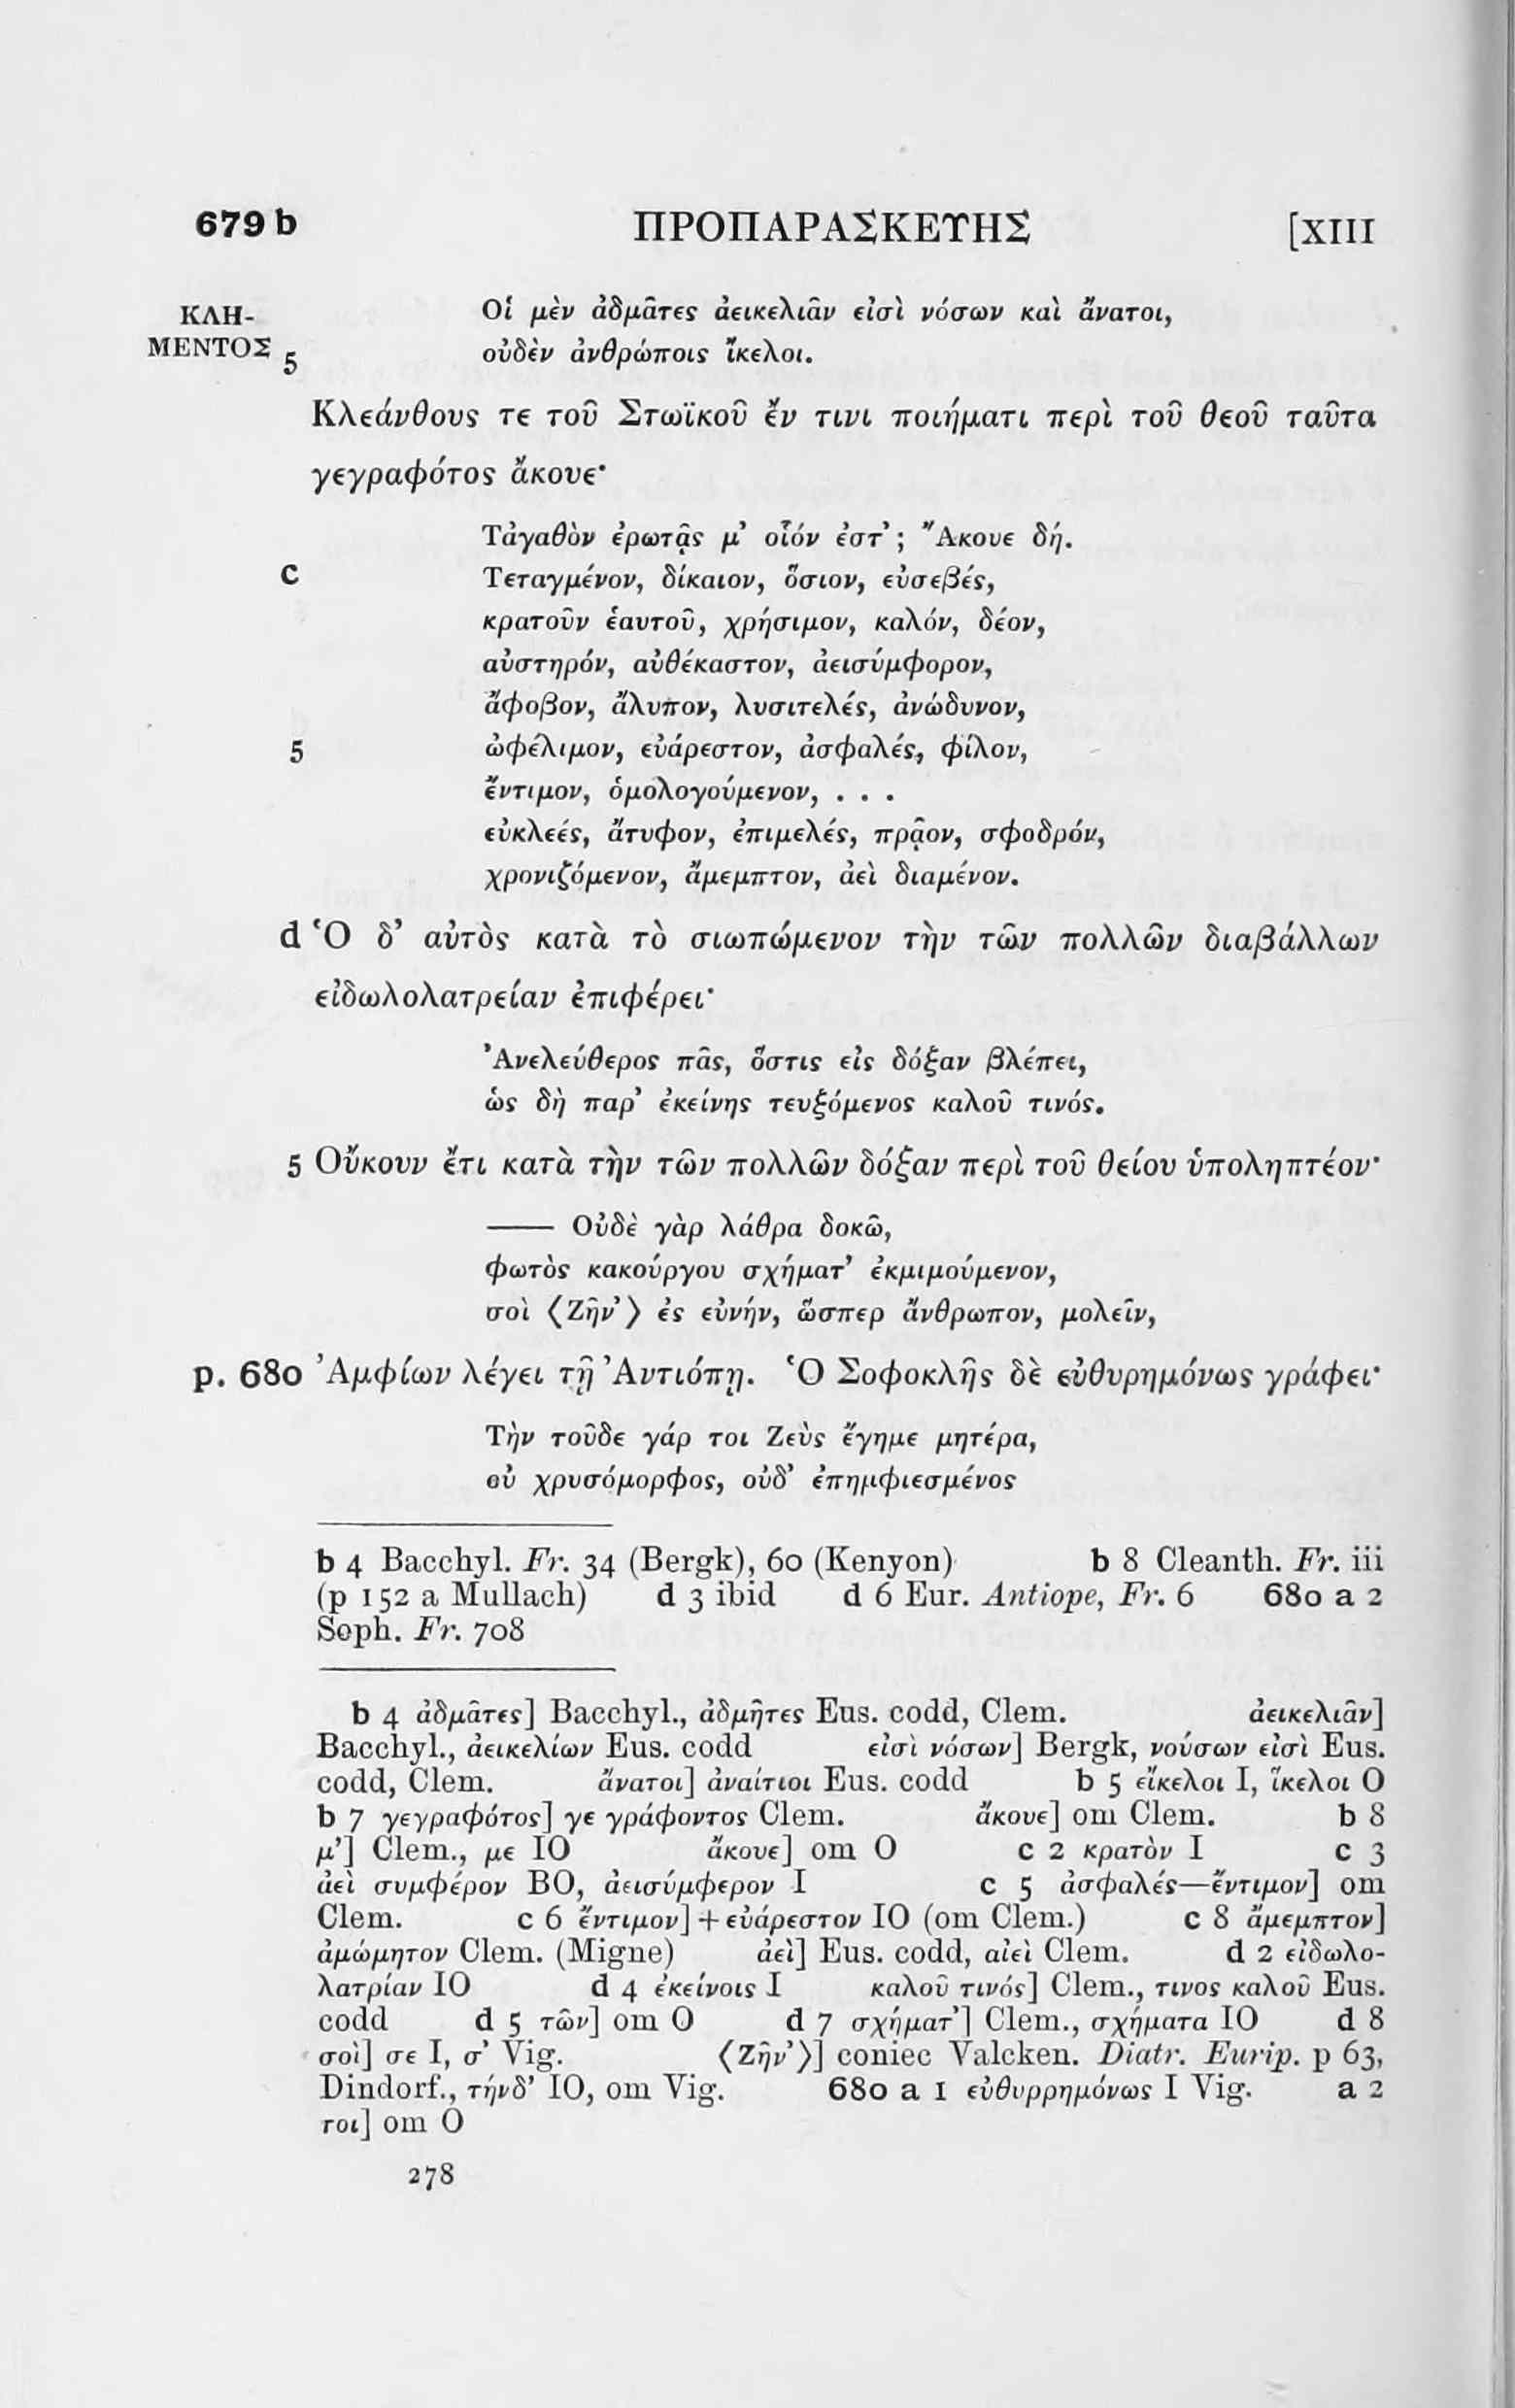 679 b ΠΡΟΠΑΡΑΣΚΕΥΗΣ [XIII
ΚΛΗ- Οἱ μὲν ἀδμᾶτες ἀεικελιᾶν εἰσὶ νόσων καὶ ἄνατοι,
ΜΕΝΤΟΣ 5 οὐδὲν ἀνθρώποις ἴκελοι.
Κλεάνθους τε τοῦ Στωϊκοῦ ἔν τινι ποιήματι περὶ τοῦ θεοῦ ταῦτα
γεγραφότος ἄκουε·
Τἀγαθὸν ἐρωτᾷς μ’ οἷόν ἐστ’; Ἄκουε δή.
c Τεταγμένον, δίκαιον, ὅσιον, εὐσεβές,
κρατοῦν ἑαυτοῦ, χρήσιμον, καλόν, δέον,
αὐστηρόν, αὐθέκαστον, ἀεισύμφορον,
ἄφοβον, ἄλυπον, λυσιτελές, ἀνώδυνον,
5 ὠφέλιμον, εὐάρεστον, ἀσφαλές, φίλον,
ἔντιμον, ὁμολογούμενον, . . .
εὐκλεές, ἄτυφον, ἐπιμελές, πρᾷον, σφοδρόν,
χρονιζόμενον, ἄμεμπτον, ἀεὶ διαμένον.
d Ὁ δ’ αὐτὸς κατὰ τὸ σιωπώμενον τὴν τῶν πολλῶν διαβάλλων
εἰδωλολατρείαν ἐπιφέρει·
Ἀνελεύθερος πᾶς, ὅστις εἰς δόξαν βλέπει,
ὡς δὴ παρ’ ἐκείνης τευξόμενος καλοῦ τινός.
5 Οὔκουν ἔτι κατὰ τὴν τῶν πολλῶν δόξαν περὶ τοῦ θείου ὑποληπτέον·
—— Οὐδὲ γὰρ λάθρα δοκῶ,
φωτὸς κακούργου σχήματ’ ἐκμιμούμενον,
σοὶ ⟨Ζῆν’⟩ ἐς εὐνήν, ὥσπερ ἄνθρωπον, μολεῖν,
p. 680 Ἀμφίων λέγει τῇ Ἀντιόπῃ. Ὁ Σοφοκλῆς δὲ εὐθυρημόνως γράφει·
Τὴν τοῦδε γάρ τοι Ζεὺς ἔγημε μητέρα,
οὐ χρυσόμορφος, οὐδ’ ἐπημφιεσμένος
b 4 Bacchyl. Fr. 34 (Bergk), 60 (Kenyon) b 8 Cleanth. Fr. iii
(p 152 a Mullach) d 3 ibid d 6 Eur. Antiope, Fr. 6 680 a 2
Soph. Fr. 708
b 4 ἀδμᾶτες] Bacchyl., ἀδμῆτες Eus. codd, Clem. ἀεικελιᾶν]
Bacchyl., ἀεικελίων Eus. codd εἰσὶ νόσων] Bergk, νούσων εἰσὶ Eus.
codd, Clem. ἄνατοι] ἀναίτιοι Eus. codd b 5 εἴκελοι I, ἵκελοι O
b 7 γεγραφότος] γε γράφοντος Clem. ἄκουε] om Clem. b 8
μ’] Clem., με IO ἄκουε] om O c 2 κρατὸν I c 3
ἀεὶ συμφέρον BO, ἀεισύμφερον I c 5 ἀσφαλές—ἔντιμον] om
Clem. c 6 ἔντιμον] + εὐάρεστον IO (om Clem.) c 8 ἄμεμπτον]
ἀμώμητον Clem. (Migne) ἀεὶ] Eus. codd, αἰεὶ Clem. d 2 εἰδωλο-
λατρίαν IO d 4 ἐκείνοις I καλοῦ τινός] Clem., τινος καλοῦ Eus.
codd d 5 τῶν] om O d 7 σχήματ’] Clem., σχήματα IO d 8
σοὶ] σε I, σ’ Vig. ⟨Ζῆν’⟩] coniec Valcken. Diatr. Eurip. p 63,
Dindorf., τήνδ’ IO, om Vig. 680 a 1 εὐθυρρημόνως I Vig. a 2
τοι] om O
278